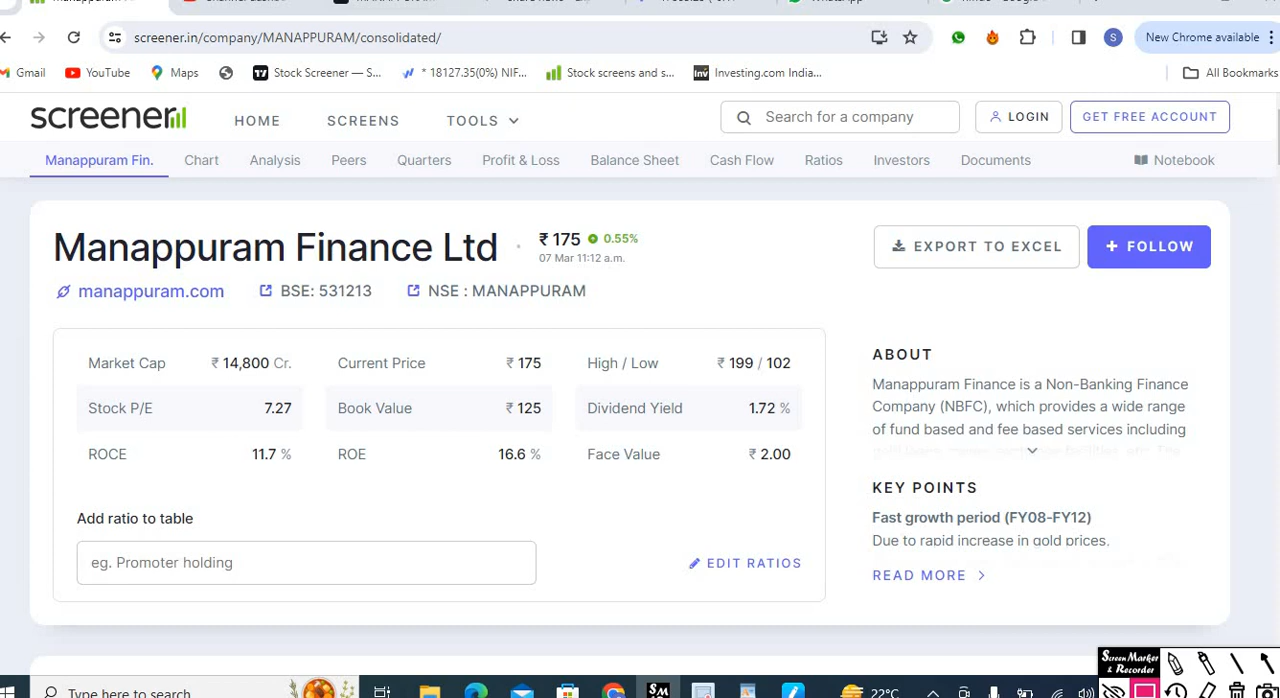 screener.in/company/MANAPPURAM/consolidated/
New Chrome available
Gmail YouTube Maps Stock Screener — S... * 18127.35(0%) NIF... Stock screens and s... Investing.com India... All Bookmarks
screener HOME SCREENS TOOLS Search for a company LOGIN GET FREE ACCOUNT
Manappuram Fin. Chart Analysis Peers Quarters Profit & Loss Balance Sheet Cash Flow Ratios Investors Documents Notebook
Manappuram Finance Ltd ₹ 175 0.55%
07 Mar 11:12 a.m.
EXPORT TO EXCEL + FOLLOW
manappuram.com BSE: 531213 NSE : MANAPPURAM
Market Cap ₹ 14,800 Cr. Current Price ₹ 175 High / Low ₹ 199 / 102
Stock P/E 7.27 Book Value ₹ 125 Dividend Yield 1.72 %
ROCE 11.7 % ROE 16.6 % Face Value ₹ 2.00
Add ratio to table
eg. Promoter holding EDIT RATIOS
ABOUT
Manappuram Finance is a Non-Banking Finance
Company (NBFC), which provides a wide range
of fund based and fee based services including
KEY POINTS
Fast growth period (FY08-FY12)
Due to rapid increase in gold prices.
READ MORE
Screen Marker
& Recorder
Type here to search 22°C